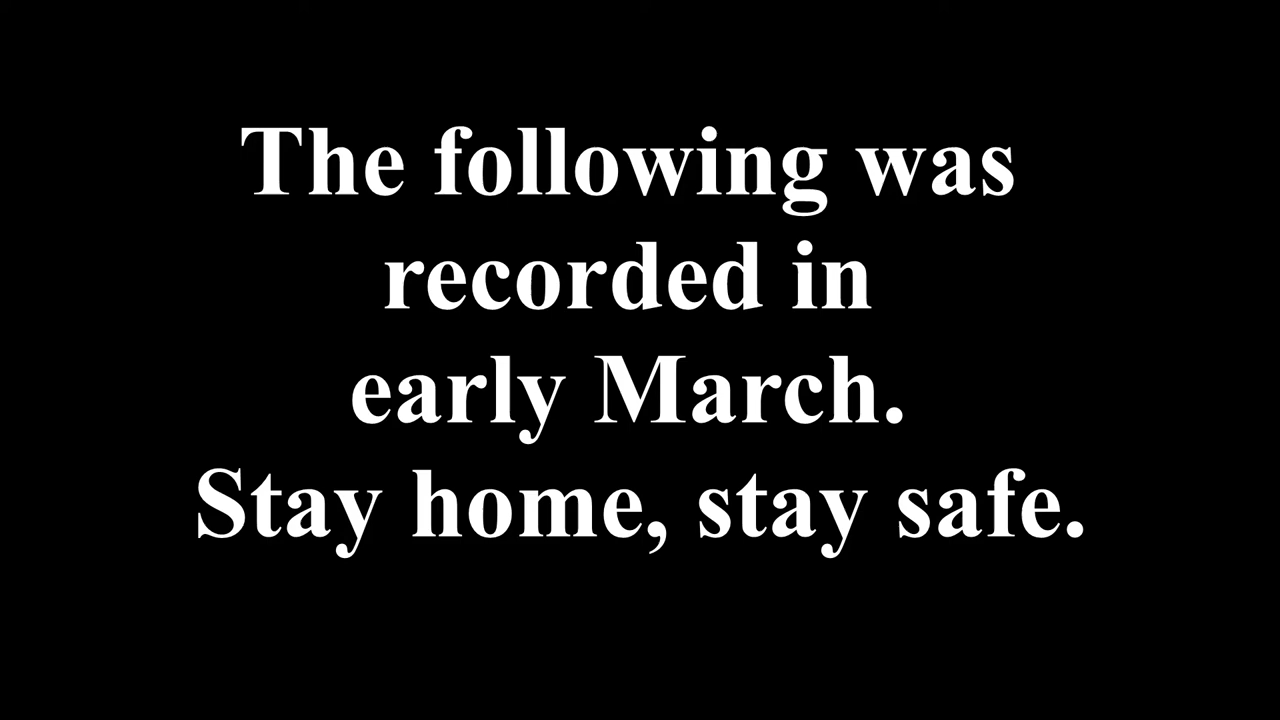 The following was
recorded in
early March.
Stay home, stay safe.